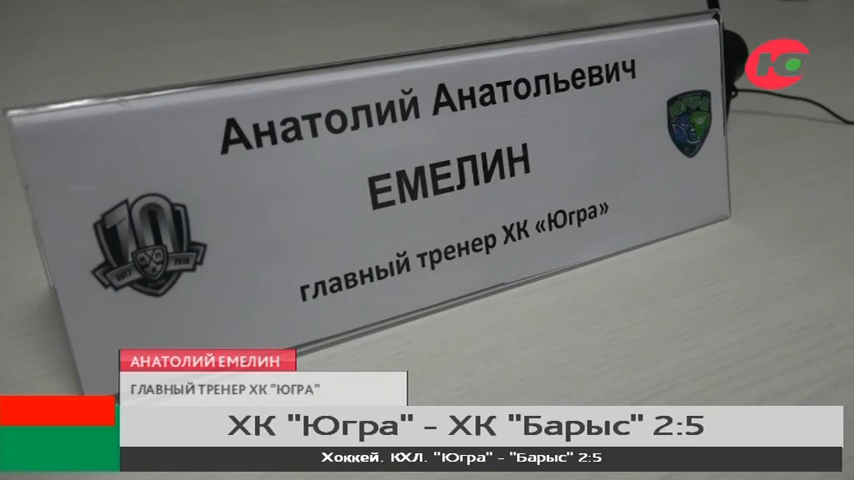 Анатолий Анатольевич
ЕМЕЛИН
главный тренер ХК «Югра»
10
АНАТОЛИЙ ЕМЕЛИН
ГЛАВНЫЙ ТРЕНЕР ХК "ЮГРА"
ХК "Югра" - ХК "Барыс" 2:5
Хоккей. КХЛ. "Югра" - "Барыс" 2:5